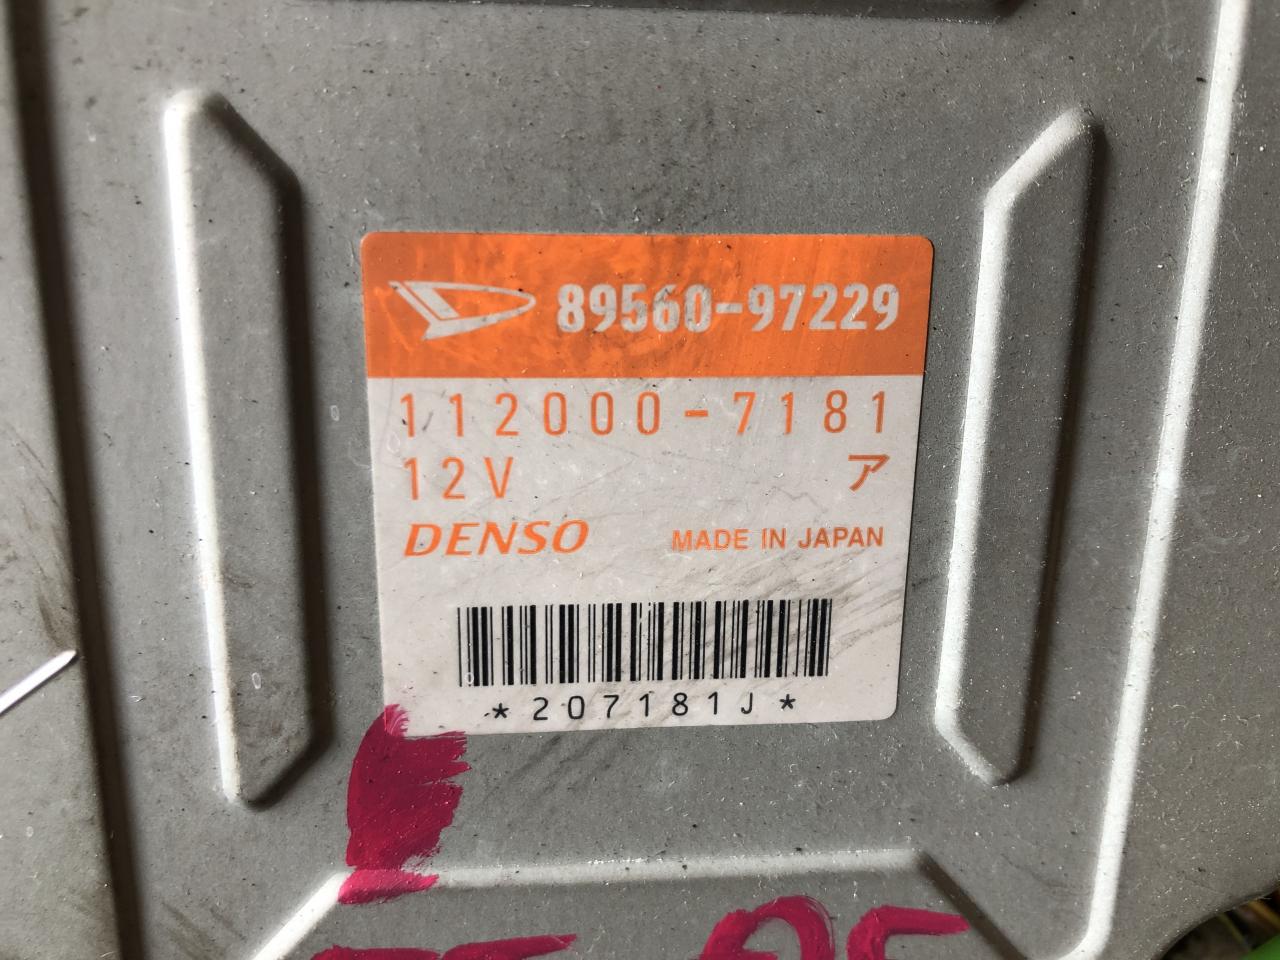 89560-97229
112000-7181
12V ア
DENSO MADE IN JAPAN
*207181J*